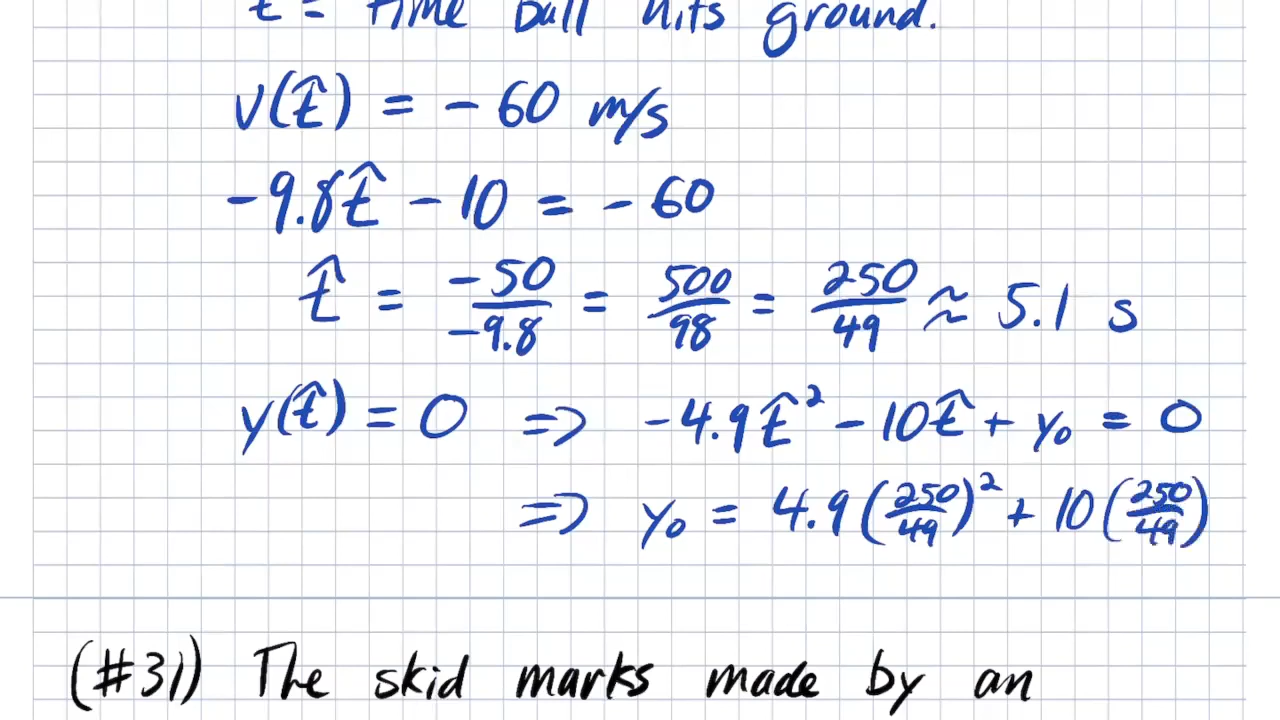 t̂ = time ball hits ground.
v(t̂) = - 60 m/s
-9.8t̂ - 10 = - 60
t̂ = -50/-9.8 = 500/98 = 250/49 ≈ 5.1 s
y(t̂) = 0 => -4.9t̂² - 10t̂ + y₀ = 0
=> y₀ = 4.9(250/49)² + 10(250/49)
(#31) The skid marks made by an